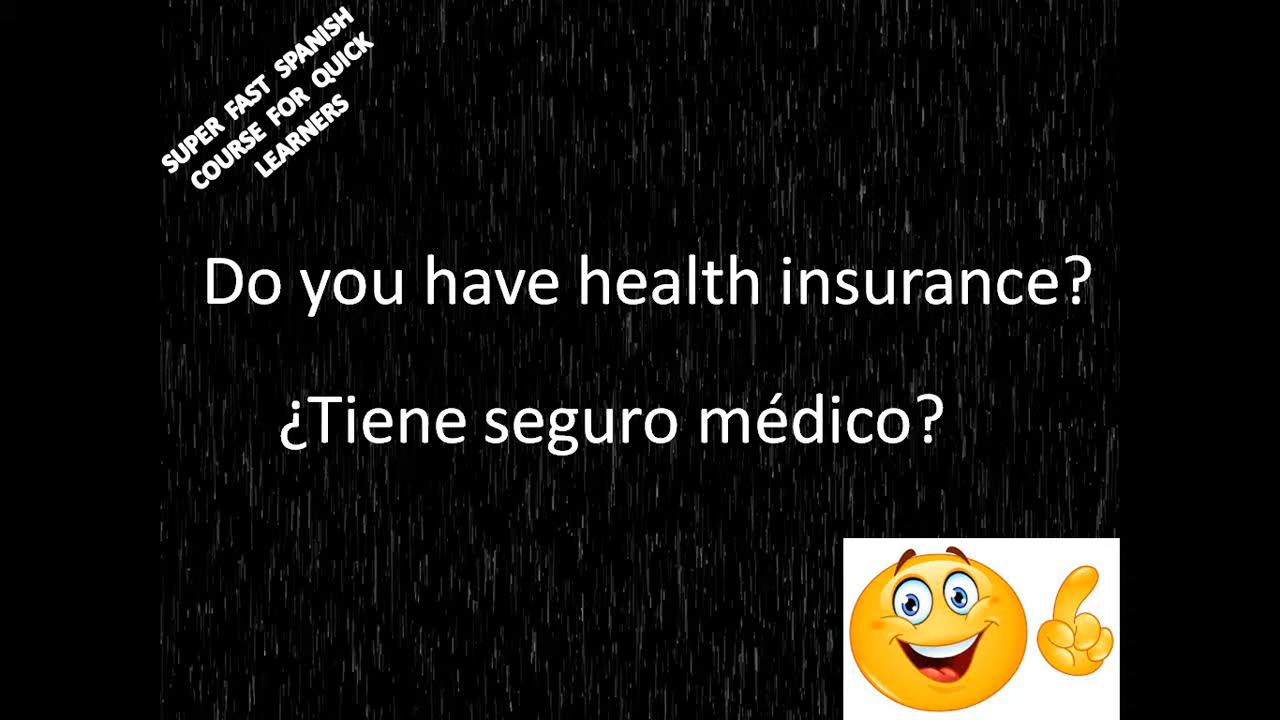 SUPER FAST SPANISH
COURSE FOR QUICK
LEARNERS
Do you have health insurance?
¿Tiene seguro médico?